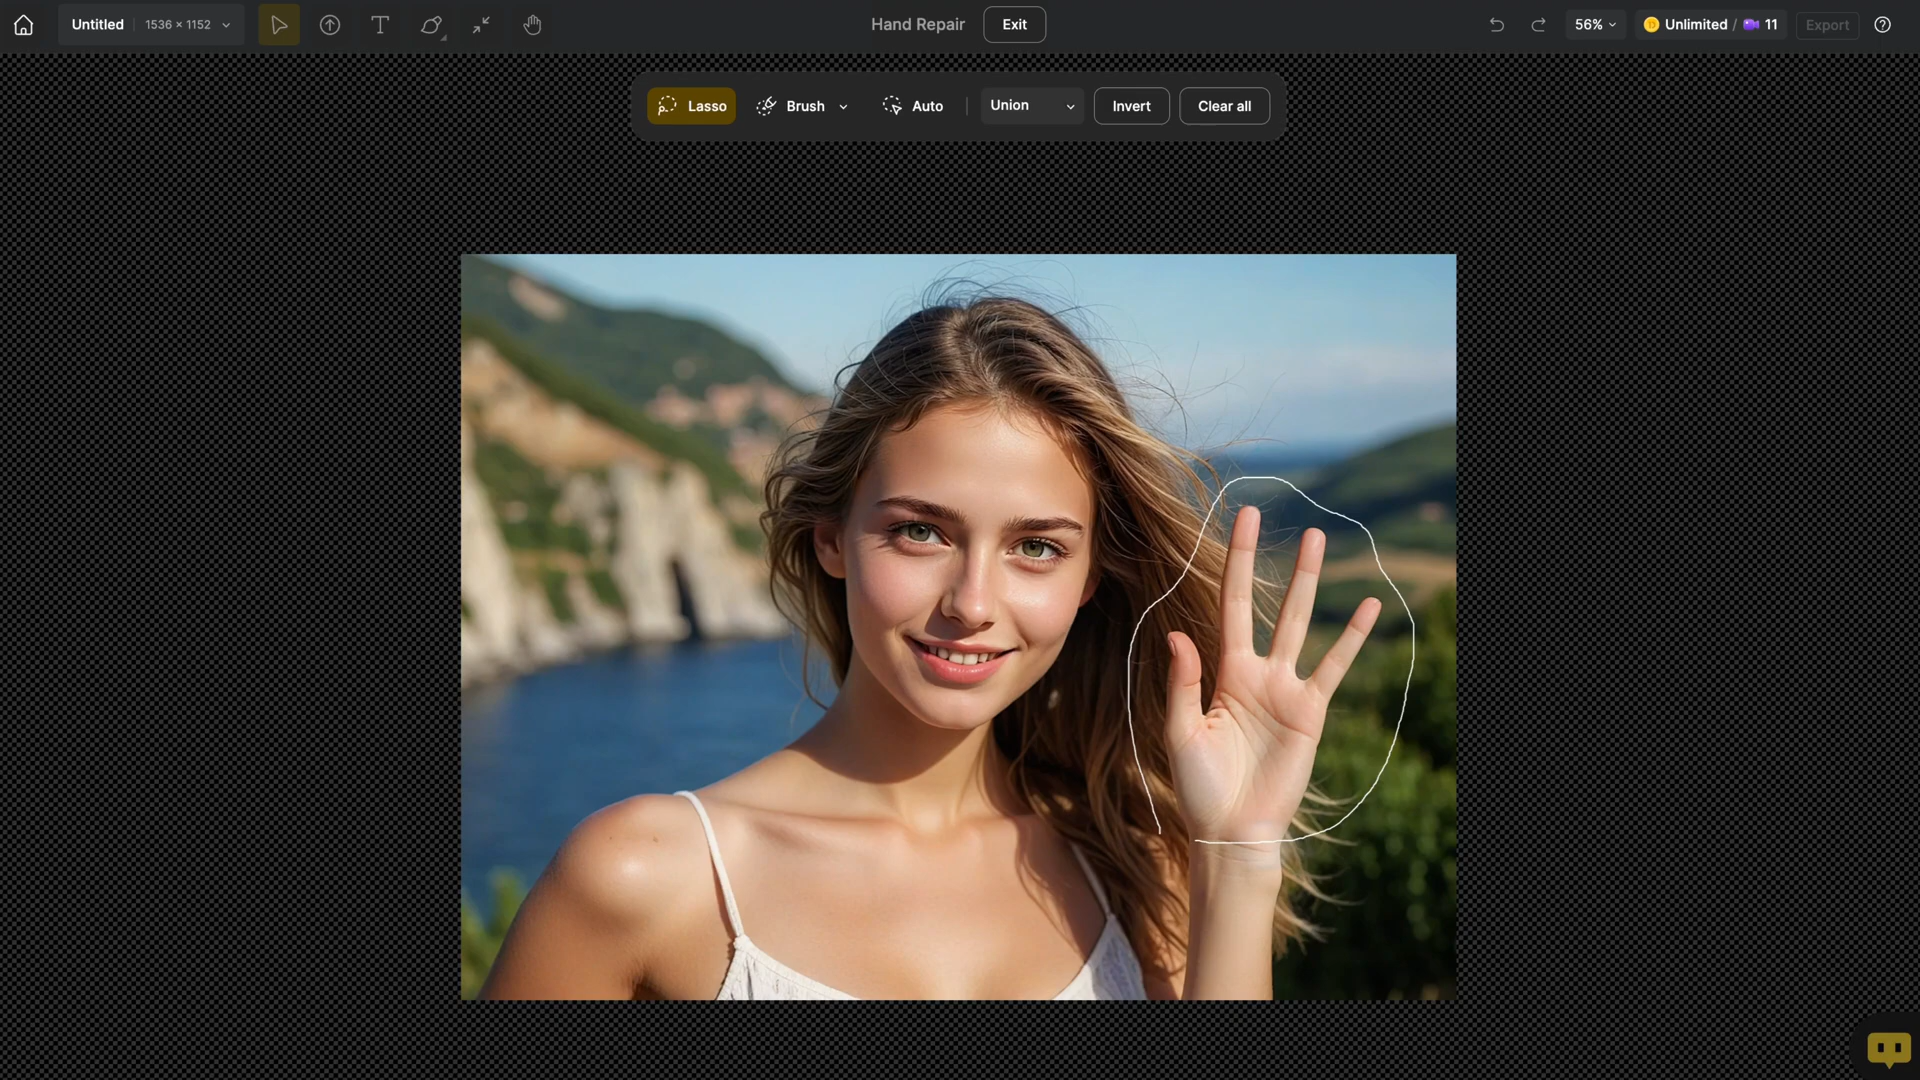 Untitled 1536 × 1152 T Hand Repair Exit 56% Unlimited / 11 Export ?
Lasso Brush Auto Union Invert Clear all